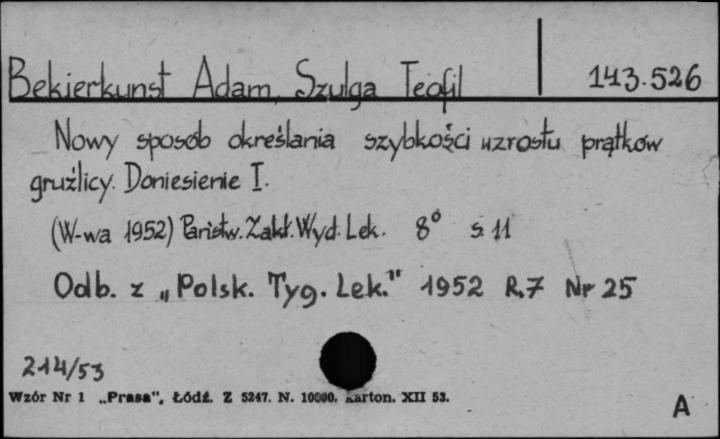 Bekierkunst Adam, Szulga Teofil 143.526
Nowy sposób określania szybkości wzrostu prątków
gruźlicy. Doniesienie I.
(W-wa 1952) Państw. Zakł. Wyd. Lek. 8° s. 11
Odb. z „Polsk. Tyg. Lek." 1952 R.7 Nr 25
214/53
Wzór Nr 1 „Prasa", Łódź. Z 5247. N. 10000. Karton. XII 53.
A